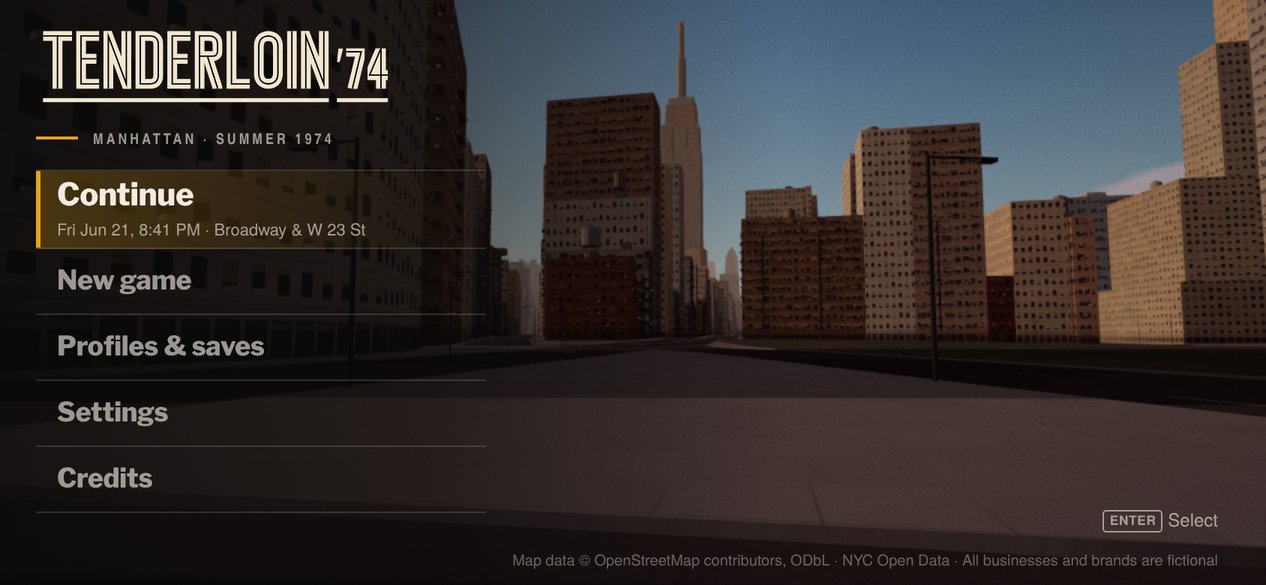 TENDERLOIN '74
MANHATTAN · SUMMER 1974
Continue
Fri Jun 21, 8:41 PM · Broadway & W 23 St
New game
Profiles & saves
Settings
Credits
ENTER Select
Map data © OpenStreetMap contributors, ODbL · NYC Open Data · All businesses and brands are fictional